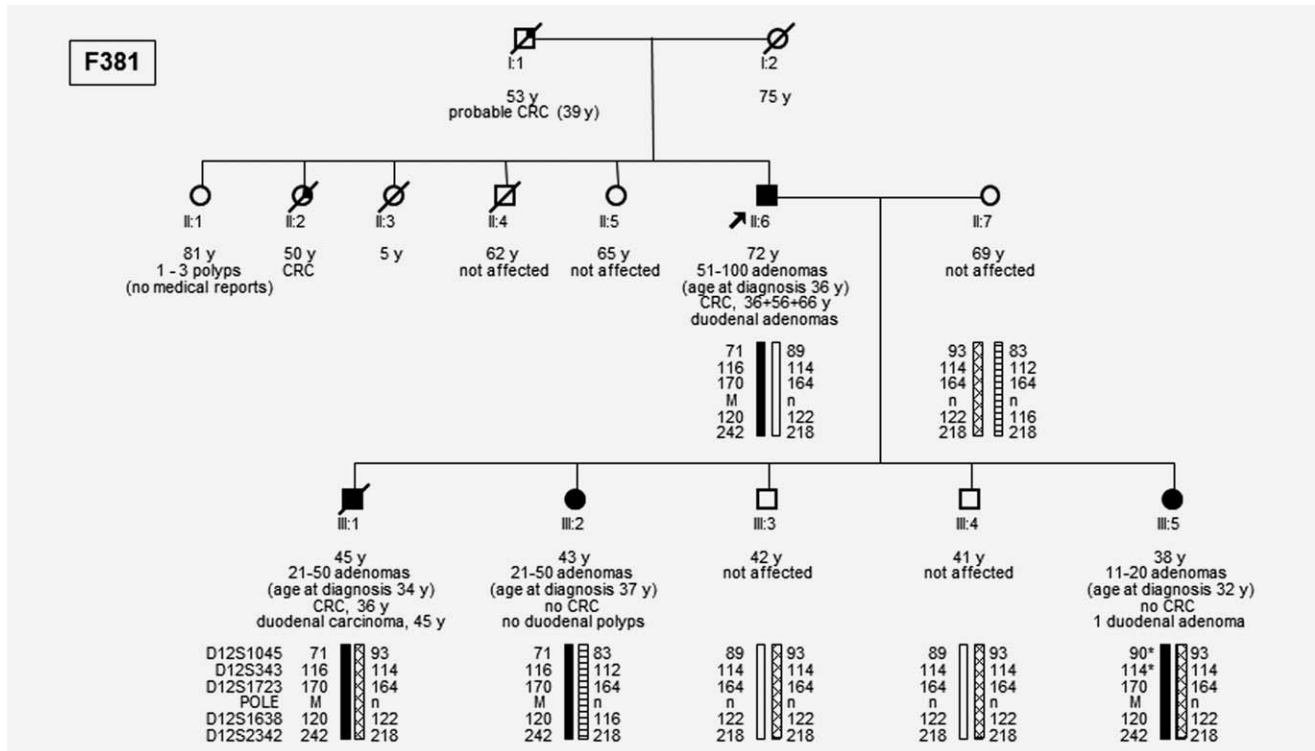 F381
I:1
I:2
53 y
75 y
probable CRC (39 y)
II:1
II:2
II:3
II:4
II:5
II:6
II:7
81 y
50 y
5 y
62 y
65 y
72 y
69 y
1 - 3 polyps
CRC
not affected
not affected
51-100 adenomas
not affected
(no medical reports)
(age at diagnosis 36 y)
CRC, 36+56+66 y
duodenal adenomas
71 89 93 83
116 114 114 112
170 164 164 164
M n n n
120 122 122 116
242 218 218 218
III:1
III:2
III:3
III:4
III:5
45 y
43 y
42 y
41 y
38 y
21-50 adenomas
21-50 adenomas
not affected
not affected
11-20 adenomas
(age at diagnosis 34 y)
(age at diagnosis 37 y)
(age at diagnosis 32 y)
CRC, 36 y
no CRC
no CRC
duodenal carcinoma, 45 y
no duodenal polyps
1 duodenal adenoma
D12S1045 71 93 71 83 89 93 89 93 90* 93
D12S343 116 114 116 112 114 114 114 114 114* 114
D12S1723 170 164 170 164 164 164 164 164 170 164
POLE M n M n n n n n M n
D12S1638 120 122 120 116 122 122 122 122 120 122
D12S2342 242 218 242 218 218 218 218 218 242 218